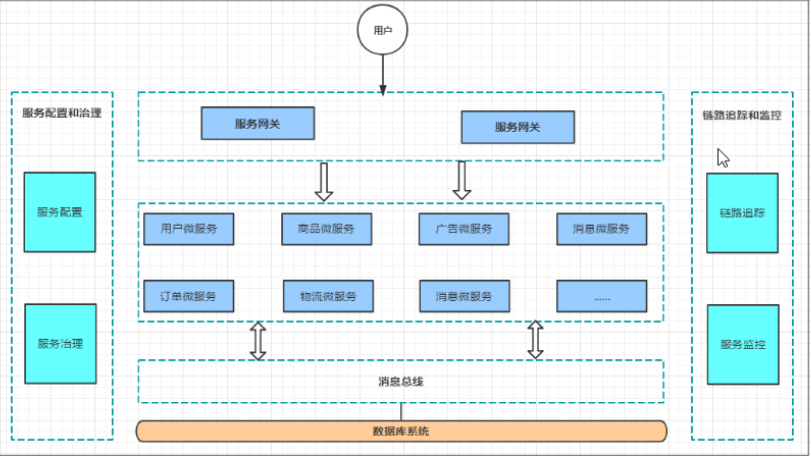 用户
服务配置和治理
服务配置
服务治理
服务网关
服务网关
用户微服务
商品微服务
广告微服务
消息微服务
订单微服务
物流微服务
消息微服务
......
消息总线
数据库系统
链路追踪和监控
链路追踪
服务监控